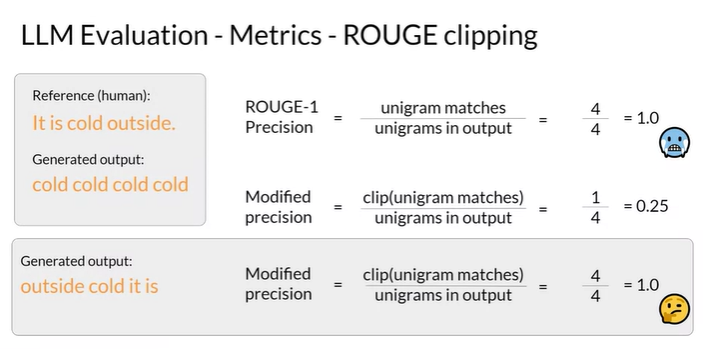 LLM Evaluation - Metrics - ROUGE clipping
Reference (human):
It is cold outside.
Generated output:
cold cold cold cold
ROUGE-1 Precision = unigram matches / unigrams in output = 4 / 4 = 1.0
Modified precision = clip(unigram matches) / unigrams in output = 1 / 4 = 0.25
Generated output:
outside cold it is
Modified precision = clip(unigram matches) / unigrams in output = 4 / 4 = 1.0